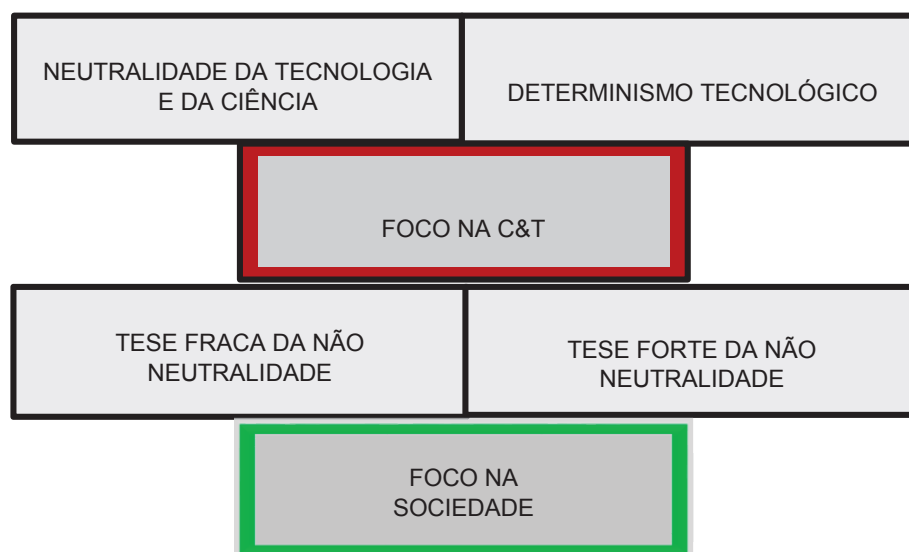 NEUTRALIDADE DA TECNOLOGIA
E DA CIÊNCIA
DETERMINISMO TECNOLÓGICO
FOCO NA C&T
TESE FRACA DA NÃO
NEUTRALIDADE
TESE FORTE DA NÃO
NEUTRALIDADE
FOCO NA
SOCIEDADE